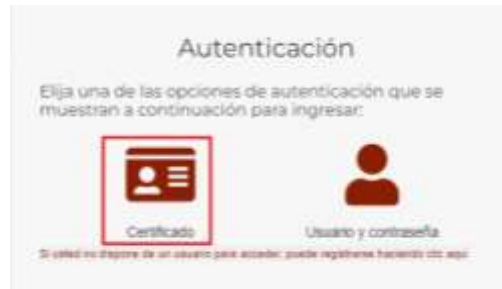 Autenticación
Elija una de las opciones de autenticación que se
muestran a continuación para ingresar:
Certificado
Usuario y contraseña
Si usted no dispone de un usuario para acceder, puede registrarse haciendo clic aquí